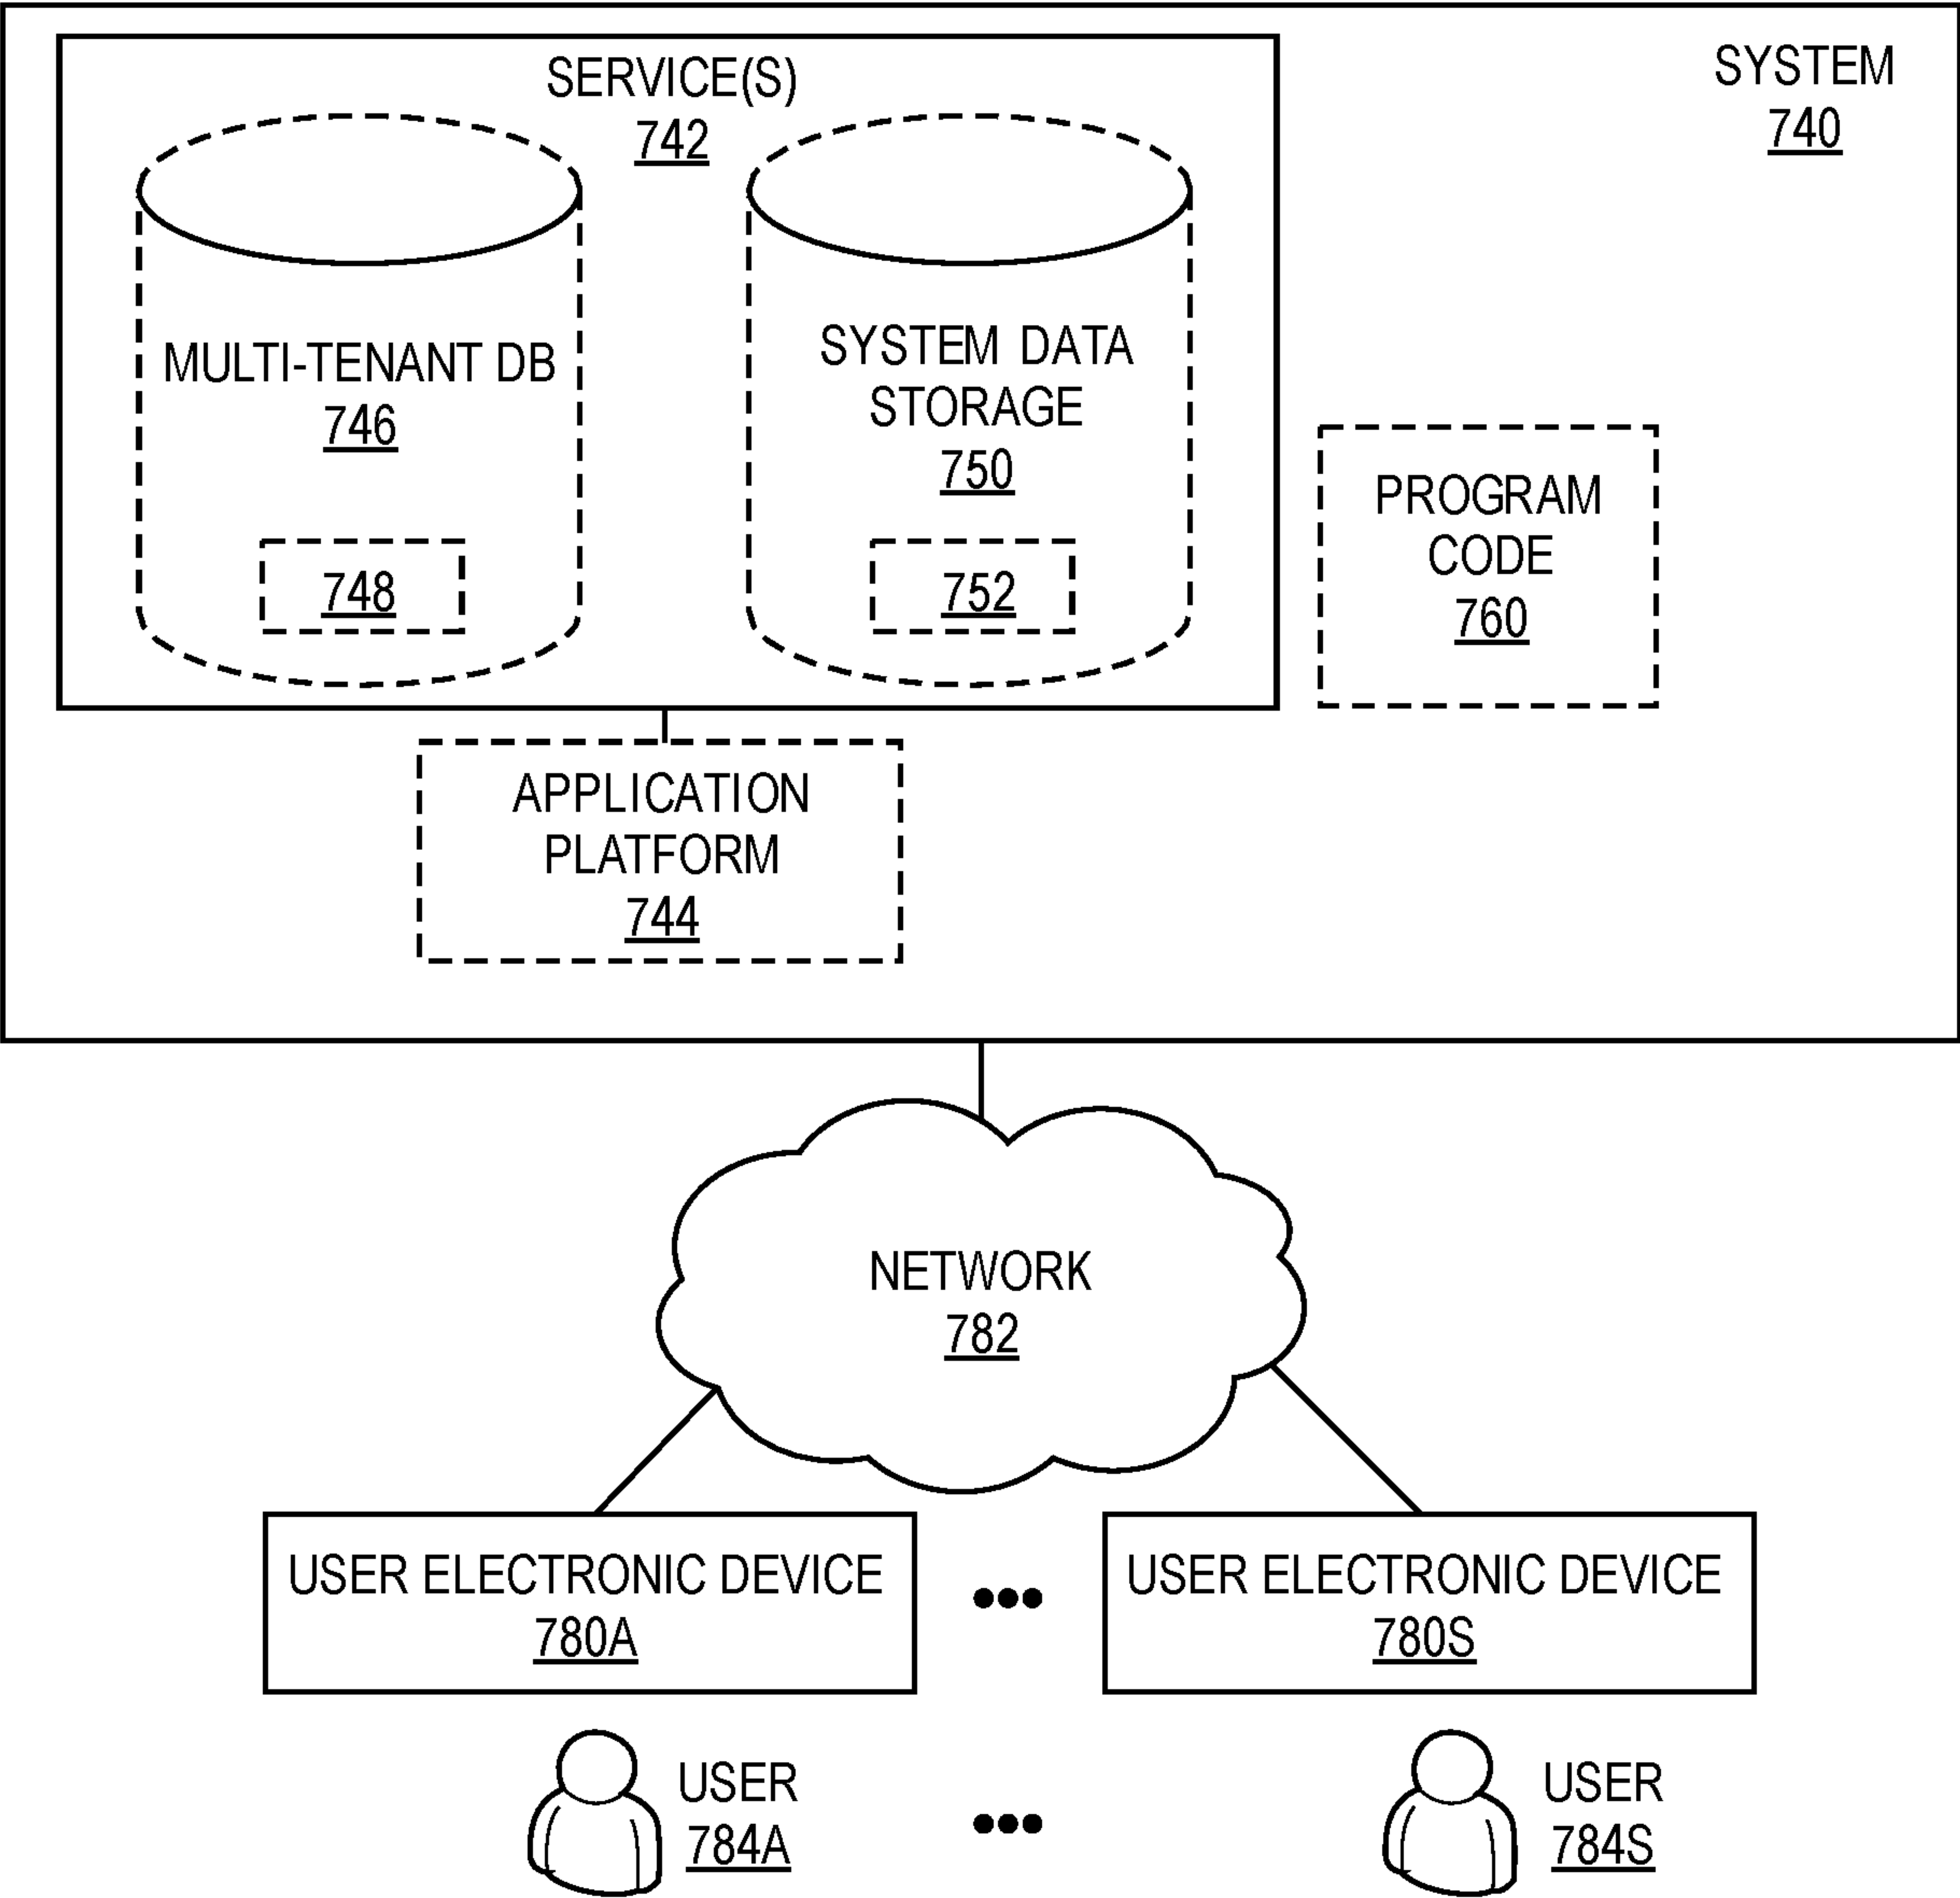 SERVICE(S)
742
SYSTEM
740
MULTI-TENANT DB
746
748
SYSTEM DATA
STORAGE
750
752
PROGRAM
CODE
760
APPLICATION
PLATFORM
744
NETWORK
782
USER ELECTRONIC DEVICE
780A
USER ELECTRONIC DEVICE
780S
USER
784A
USER
784S